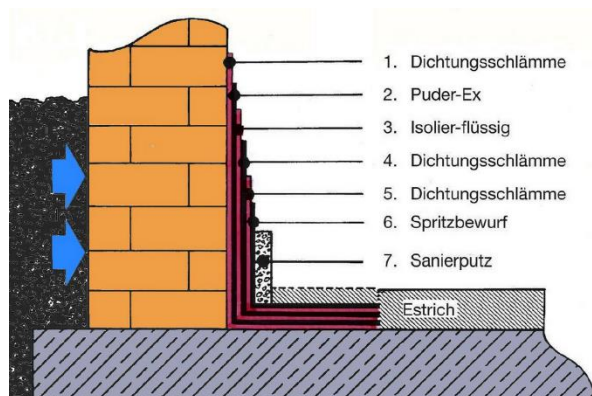 1. Dichtungsschlämme
2. Puder-Ex
3. Isolier-flüssig
4. Dichtungsschlämme
5. Dichtungsschlämme
6. Spritzbewurf
7. Sanierputz
Estrich